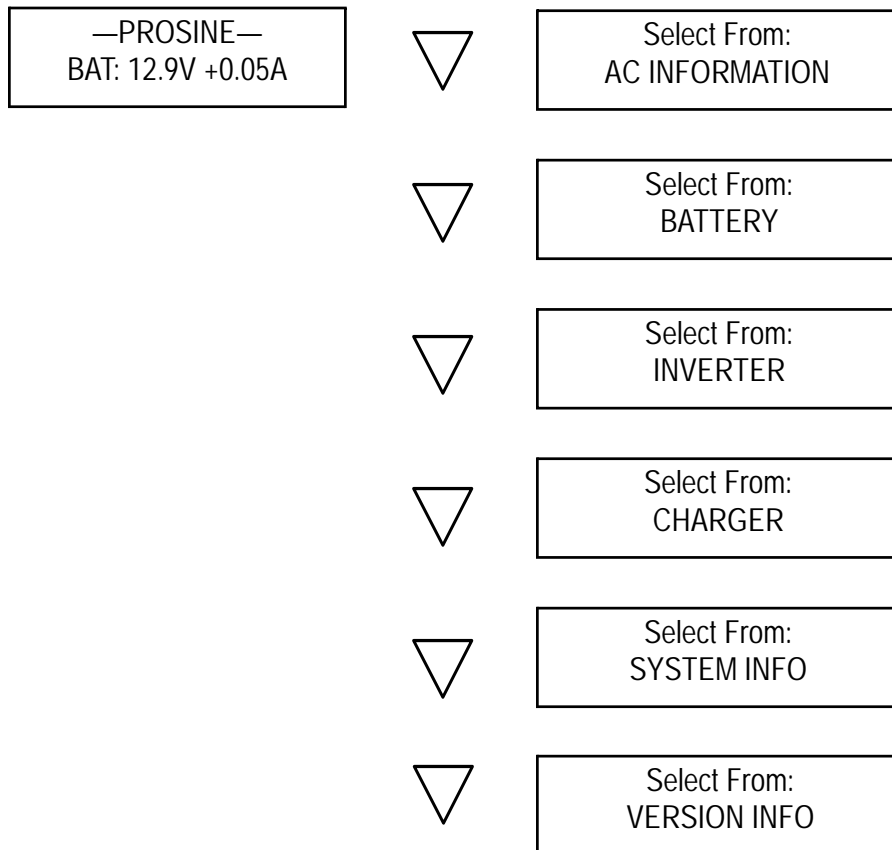 —PROSINE—
BAT: 12.9V +0.05A
Select From:
AC INFORMATION
Select From:
BATTERY
Select From:
INVERTER
Select From:
CHARGER
Select From:
SYSTEM INFO
Select From:
VERSION INFO